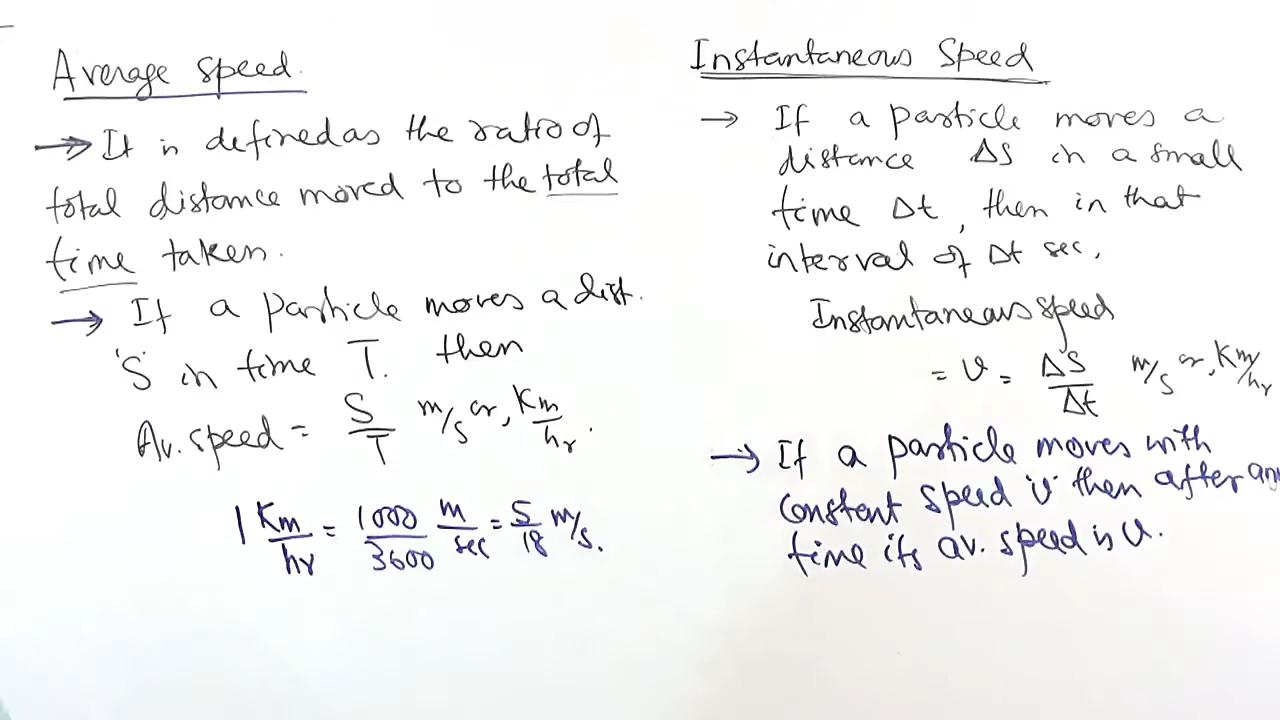 Average speed.
→ It is defined as the ratio of
total distance moved to the total
time taken.
→ If a particle moves a dist.
'S' in time T. then
Av. speed = S/T m/s or, Km/hr.
1 Km/hr = 1000/3600 m/sec = 5/18 m/s.
Instantaneous Speed
→ If a particle moves a
distance ΔS in a small
time Δt, then in that
interval of Δt sec,
Instantaneous speed
= v = ΔS/Δt m/s or, Km/hr
→ If a particle moves with
constant speed 'v' then after any
time its av. speed is v.